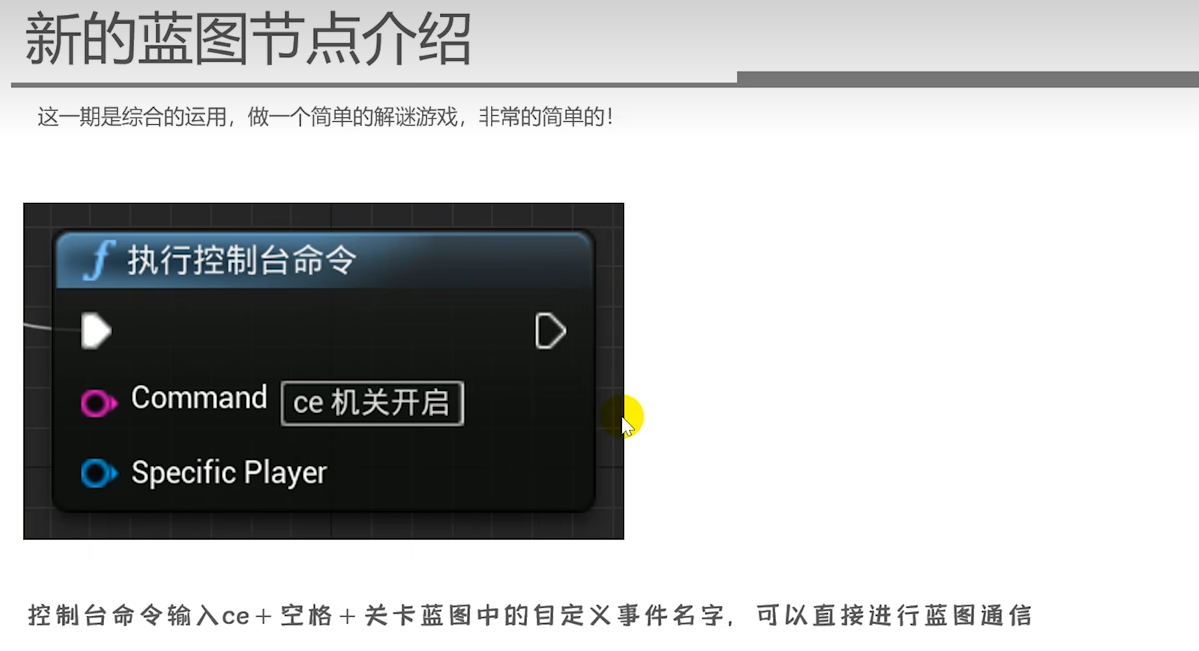 新的蓝图节点介绍
这一期是综合的运用，做一个简单的解谜游戏，非常的简单的！
f 执行控制台命令
Command ce 机关开启
Specific Player
控制台命令输入ce＋空格＋关卡蓝图中的自定义事件名字，可以直接进行蓝图通信